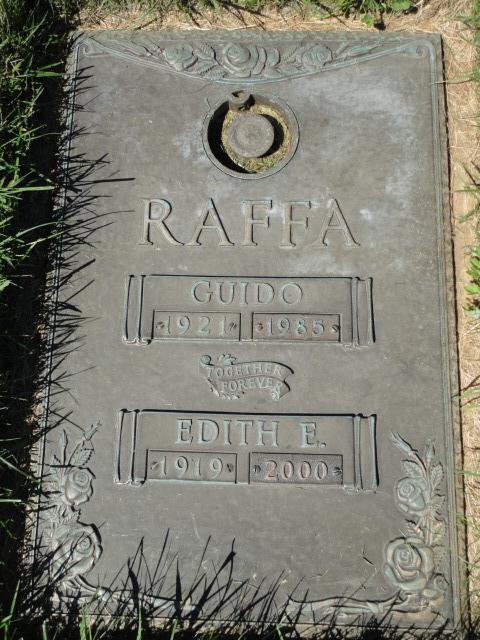 RAFFA
GUIDO
1921 1985
TOGETHER
FOREVER
EDITH E.
1919 2000